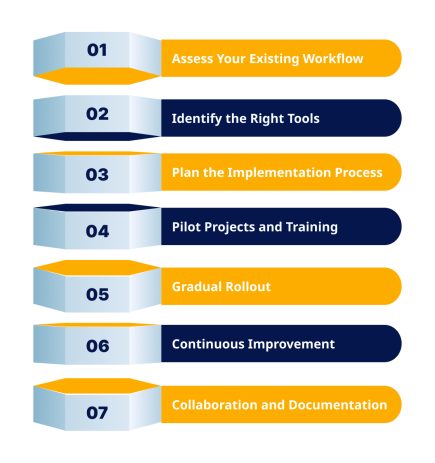 01
Assess Your Existing Workflow
02
Identify the Right Tools
03
Plan the Implementation Process
04
Pilot Projects and Training
05
Gradual Rollout
06
Continuous Improvement
07
Collaboration and Documentation